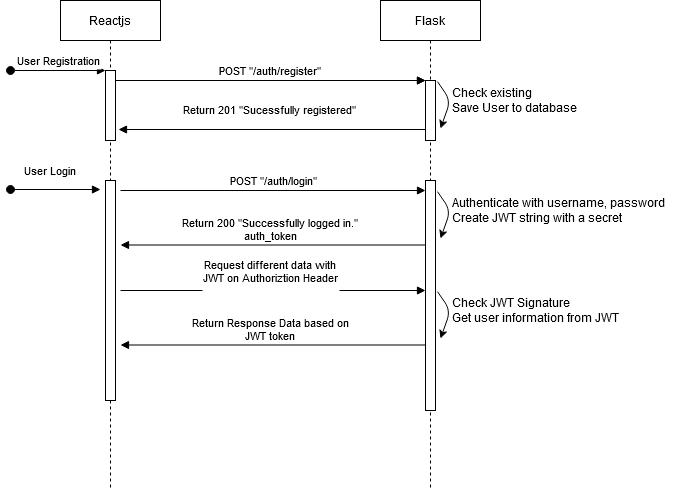 Reactjs
Flask
User Registration
POST "/auth/register"
Check existing
Save User to database
Return 201 "Sucessfully registered"
User Login
POST "/auth/login"
Authenticate with username, password
Create JWT string with a secret
Return 200 "Successfully logged in."
auth_token
Request different data with
JWT on Authoriztion Header
Check JWT Signature
Get user information from JWT
Return Response Data based on
JWT token